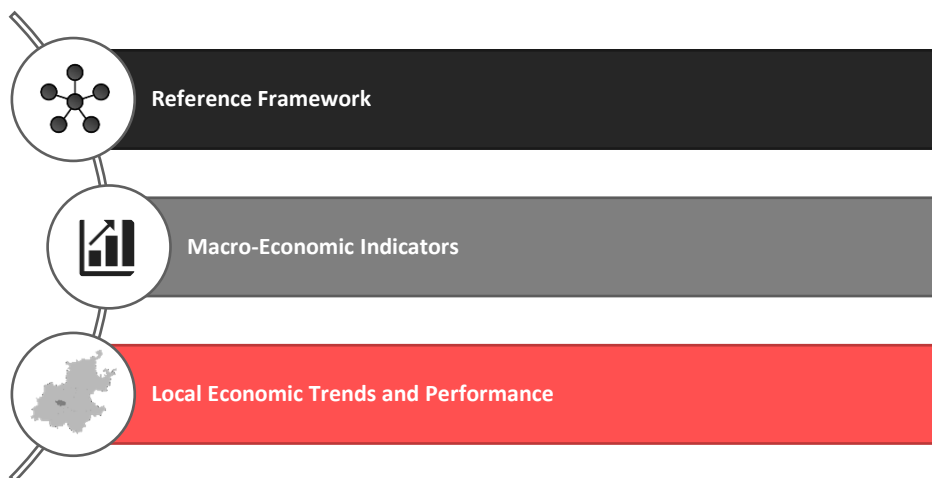 Reference Framework
Macro-Economic Indicators
Local Economic Trends and Performance